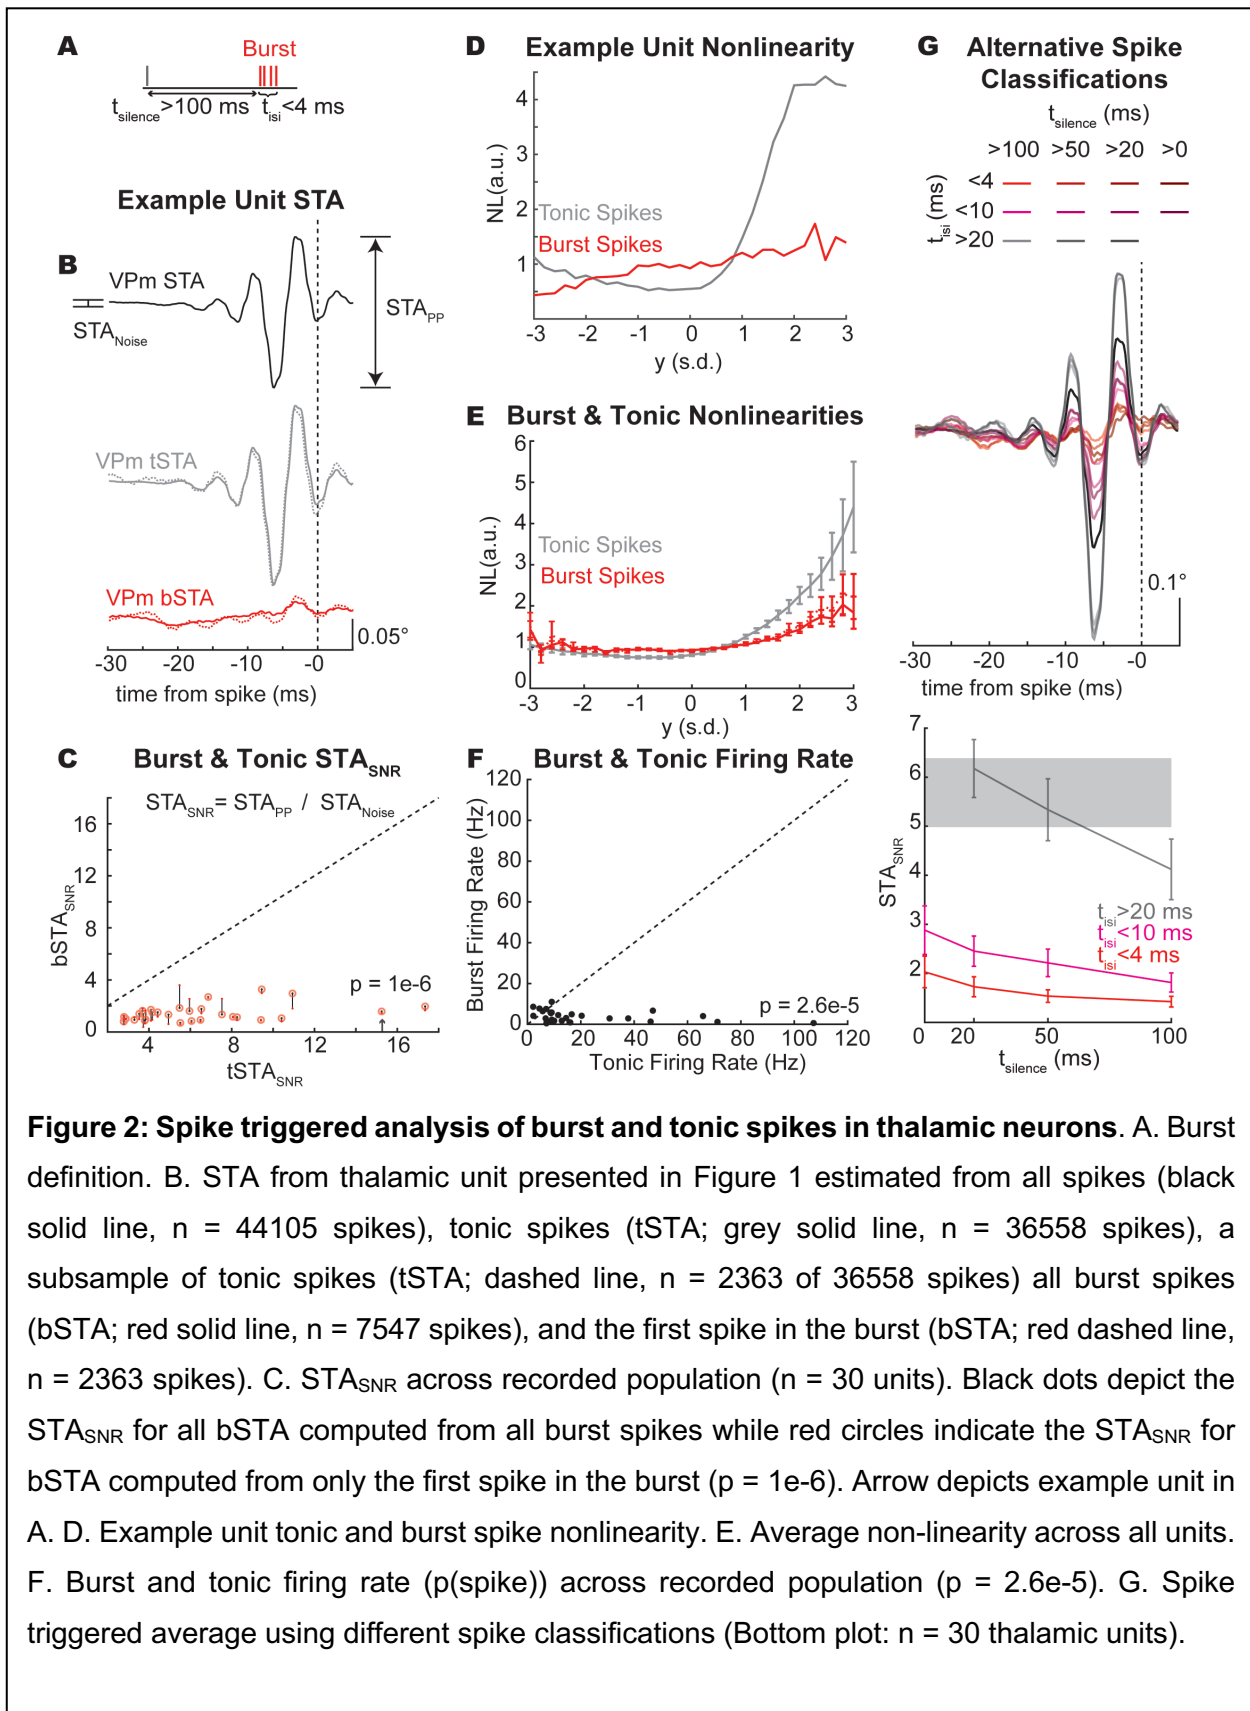 A
Burst
t_silence>100 ms t_isi<4 ms
Example Unit STA
B
VPm STA
STA_Noise
STA_PP
VPm tSTA
VPm bSTA
0.05°
-30 -20 -10 -0
time from spike (ms)
C Burst & Tonic STA_SNR
STA_SNR= STA_PP / STA_Noise
16
12
8
4
0
bSTA_SNR
p = 1e-6
4 8 12 16
tSTA_SNR
D Example Unit Nonlinearity
4
3
2
1
NL(a.u.)
Tonic Spikes
Burst Spikes
-3 -2 -1 0 1 2 3
y (s.d.)
E Burst & Tonic Nonlinearities
6
5
4
3
2
1
0
NL(a.u.)
Tonic Spikes
Burst Spikes
-3 -2 -1 0 1 2 3
y (s.d.)
F Burst & Tonic Firing Rate
120
100
80
60
40
20
0
Burst Firing Rate (Hz)
p = 2.6e-5
0 20 40 60 80 100 120
Tonic Firing Rate (Hz)
G Alternative Spike
Classifications
t_silence (ms)
>100 >50 >20 >0
t_isi (ms)
<4
<10
>20
0.1°
-30 -20 -10 -0
time from spike (ms)
7
6
5
4
3
2
STA_SNR
t_isi>20 ms
t_isi<10 ms
t_isi<4 ms
0 20 50 100
t_silence (ms)
Figure 2: Spike triggered analysis of burst and tonic spikes in thalamic neurons. A. Burst
definition. B. STA from thalamic unit presented in Figure 1 estimated from all spikes (black
solid line, n = 44105 spikes), tonic spikes (tSTA; grey solid line, n = 36558 spikes), a
subsample of tonic spikes (tSTA; dashed line, n = 2363 of 36558 spikes) all burst spikes
(bSTA; red solid line, n = 7547 spikes), and the first spike in the burst (bSTA; red dashed line,
n = 2363 spikes). C. STA_SNR across recorded population (n = 30 units). Black dots depict the
STA_SNR for all bSTA computed from all burst spikes while red circles indicate the STA_SNR for
bSTA computed from only the first spike in the burst (p = 1e-6). Arrow depicts example unit in
A. D. Example unit tonic and burst spike nonlinearity. E. Average non-linearity across all units.
F. Burst and tonic firing rate (p(spike)) across recorded population (p = 2.6e-5). G. Spike
triggered average using different spike classifications (Bottom plot: n = 30 thalamic units).